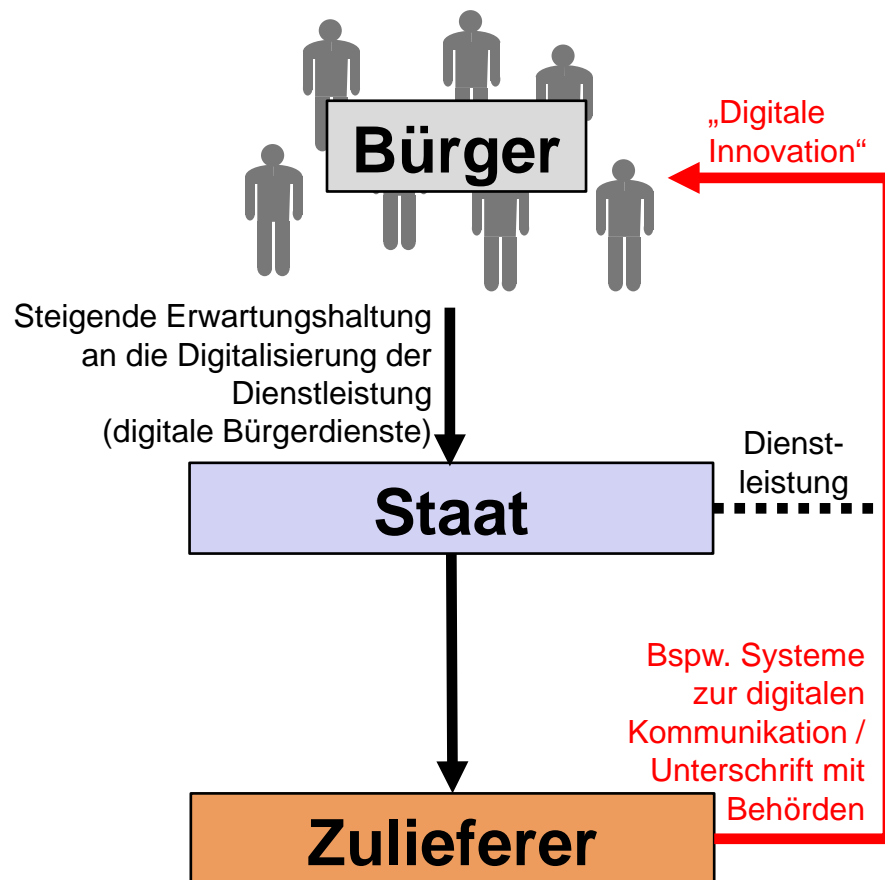 „Digitale
Innovation“
Bürger
Steigende Erwartungshaltung
an die Digitalisierung der
Dienstleistung
(digitale Bürgerdienste)
Dienst-
leistung
Staat
Bspw. Systeme
zur digitalen
Kommunikation /
Unterschrift mit
Behörden
Zulieferer